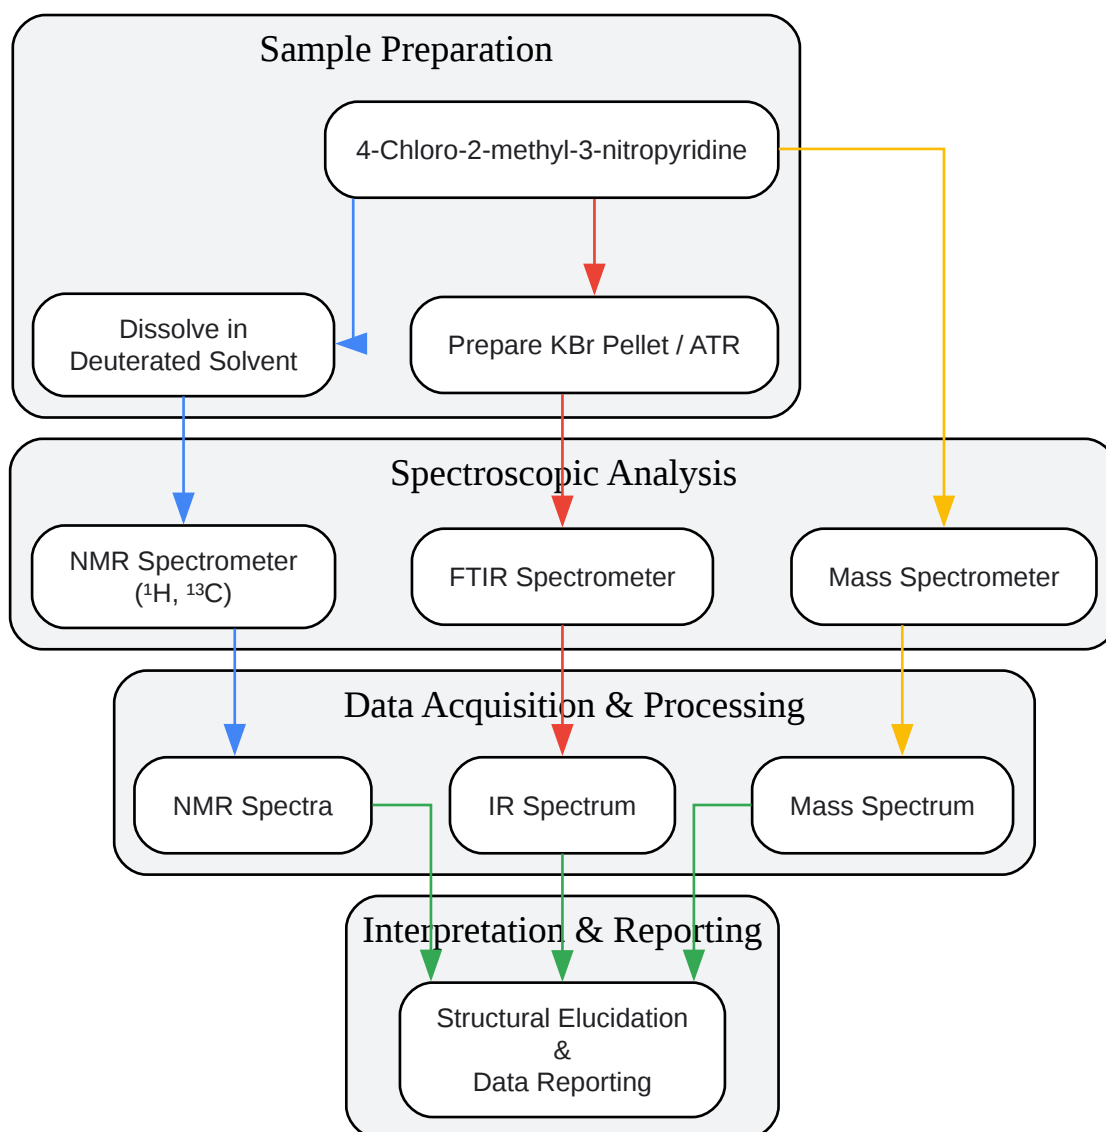 Sample Preparation
4-Chloro-2-methyl-3-nitropyridine
Dissolve in
Deuterated Solvent
Prepare KBr Pellet / ATR
Spectroscopic Analysis
NMR Spectrometer
(¹H, ¹³C)
FTIR Spectrometer
Mass Spectrometer
Data Acquisition & Processing
NMR Spectra
IR Spectrum
Mass Spectrum
Interpretation & Reporting
Structural Elucidation
&
Data Reporting